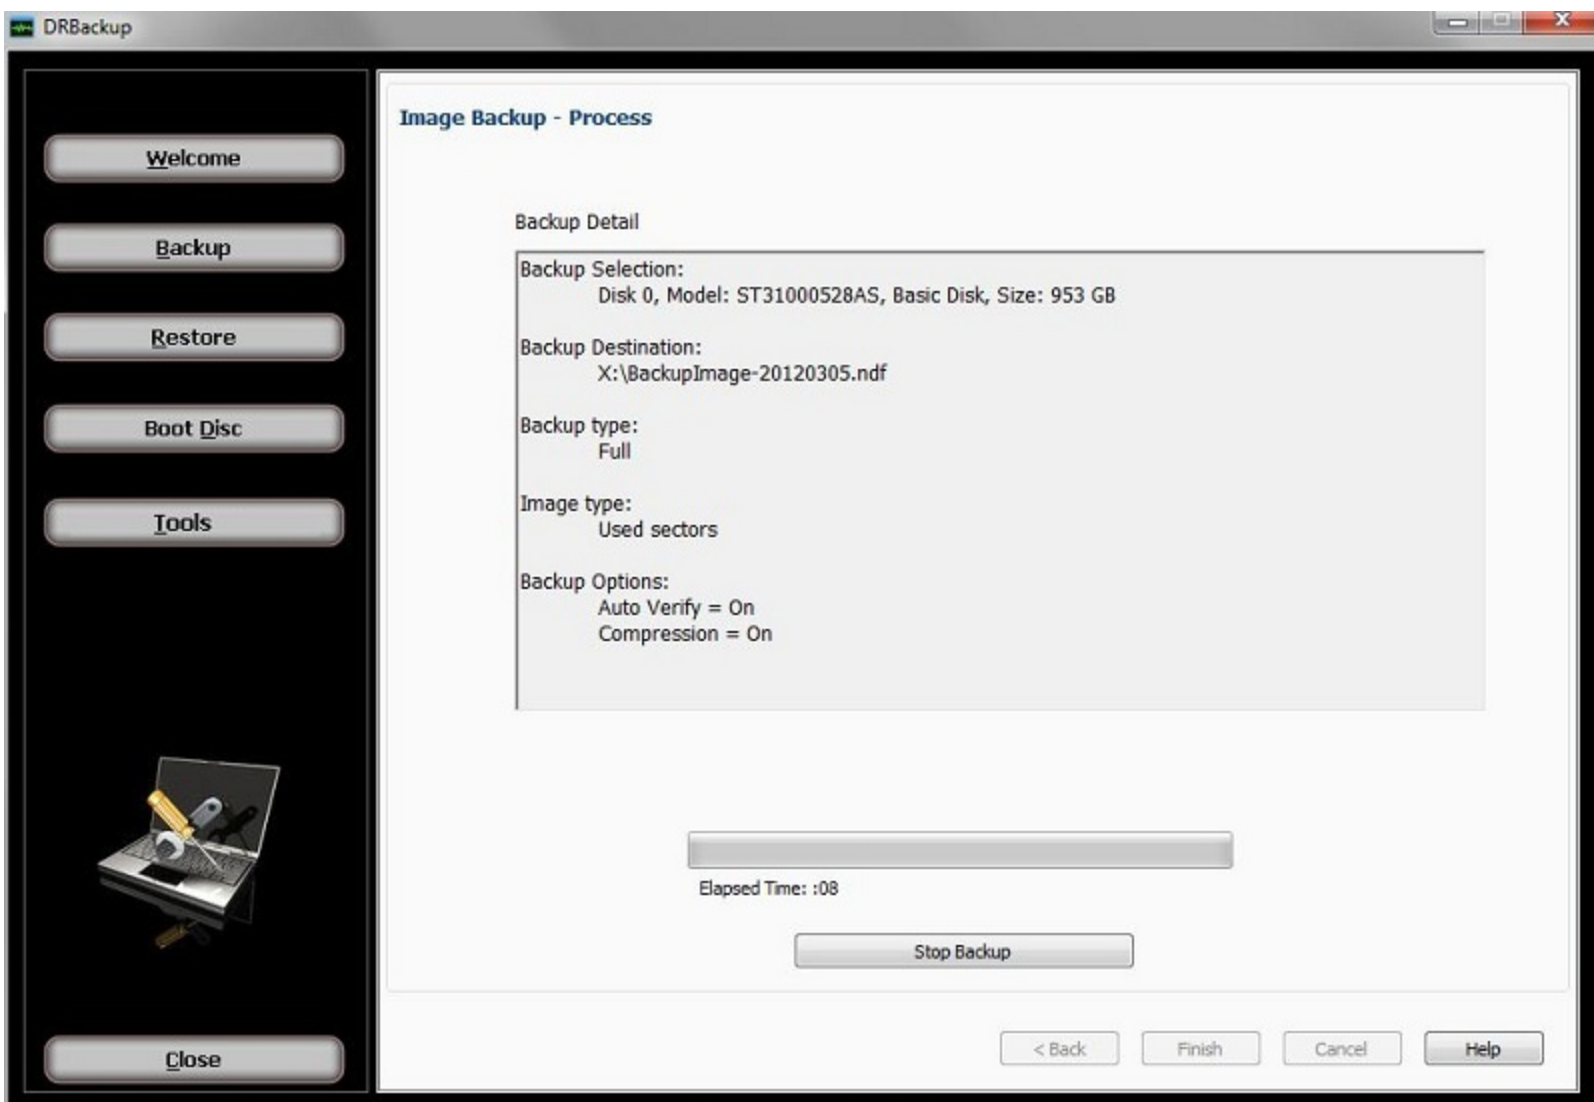 DRBackup
Welcome
Backup
Restore
Boot Disc
Tools
Close
Image Backup - Process
Backup Detail
Backup Selection:
Disk 0, Model: ST31000528AS, Basic Disk, Size: 953 GB
Backup Destination:
X:\BackupImage-20120305.ndf
Backup type:
Full
Image type:
Used sectors
Backup Options:
Auto Verify = On
Compression = On
Elapsed Time: :08
Stop Backup
< Back Finish Cancel Help